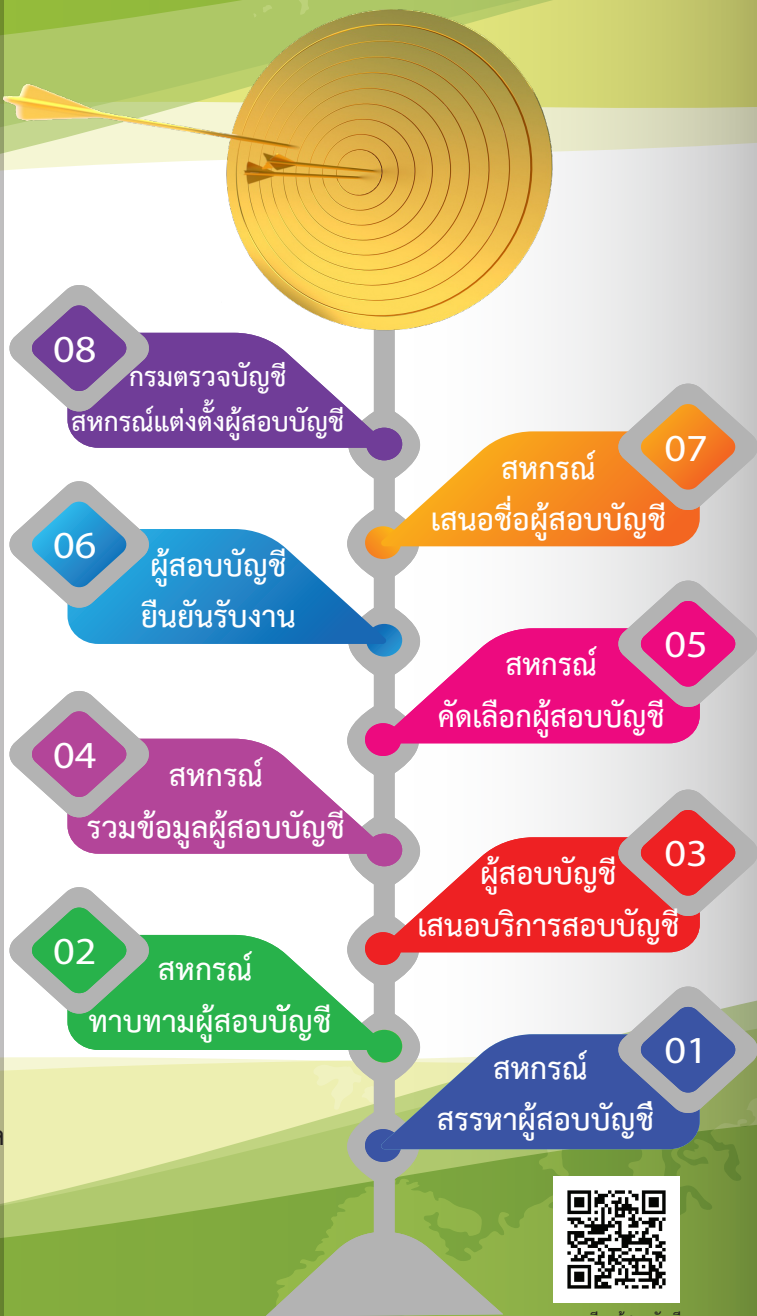 08
กรมตรวจบัญชี
สหกรณ์แต่งตั้งผู้สอบบัญชี
07
สหกรณ์
เสนอชื่อผู้สอบบัญชี
06
ผู้สอบบัญชี
ยืนยันรับงาน
05
สหกรณ์
คัดเลือกผู้สอบบัญชี
04
สหกรณ์
รวมข้อมูลผู้สอบบัญชี
03
ผู้สอบบัญชี
เสนอบริการสอบบัญชี
02
สหกรณ์
ทาบทามผู้สอบบัญชี
01
สหกรณ์
สรรหาผู้สอบบัญชี